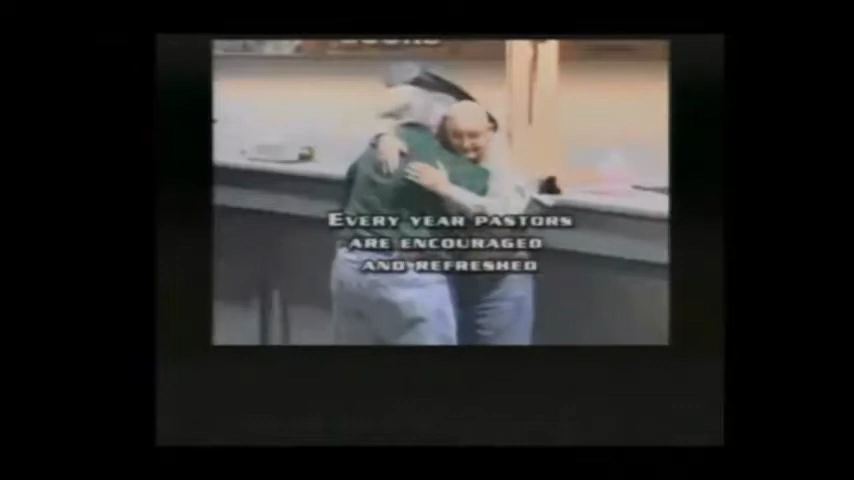 Every year pastors
are encouraged
and refreshed